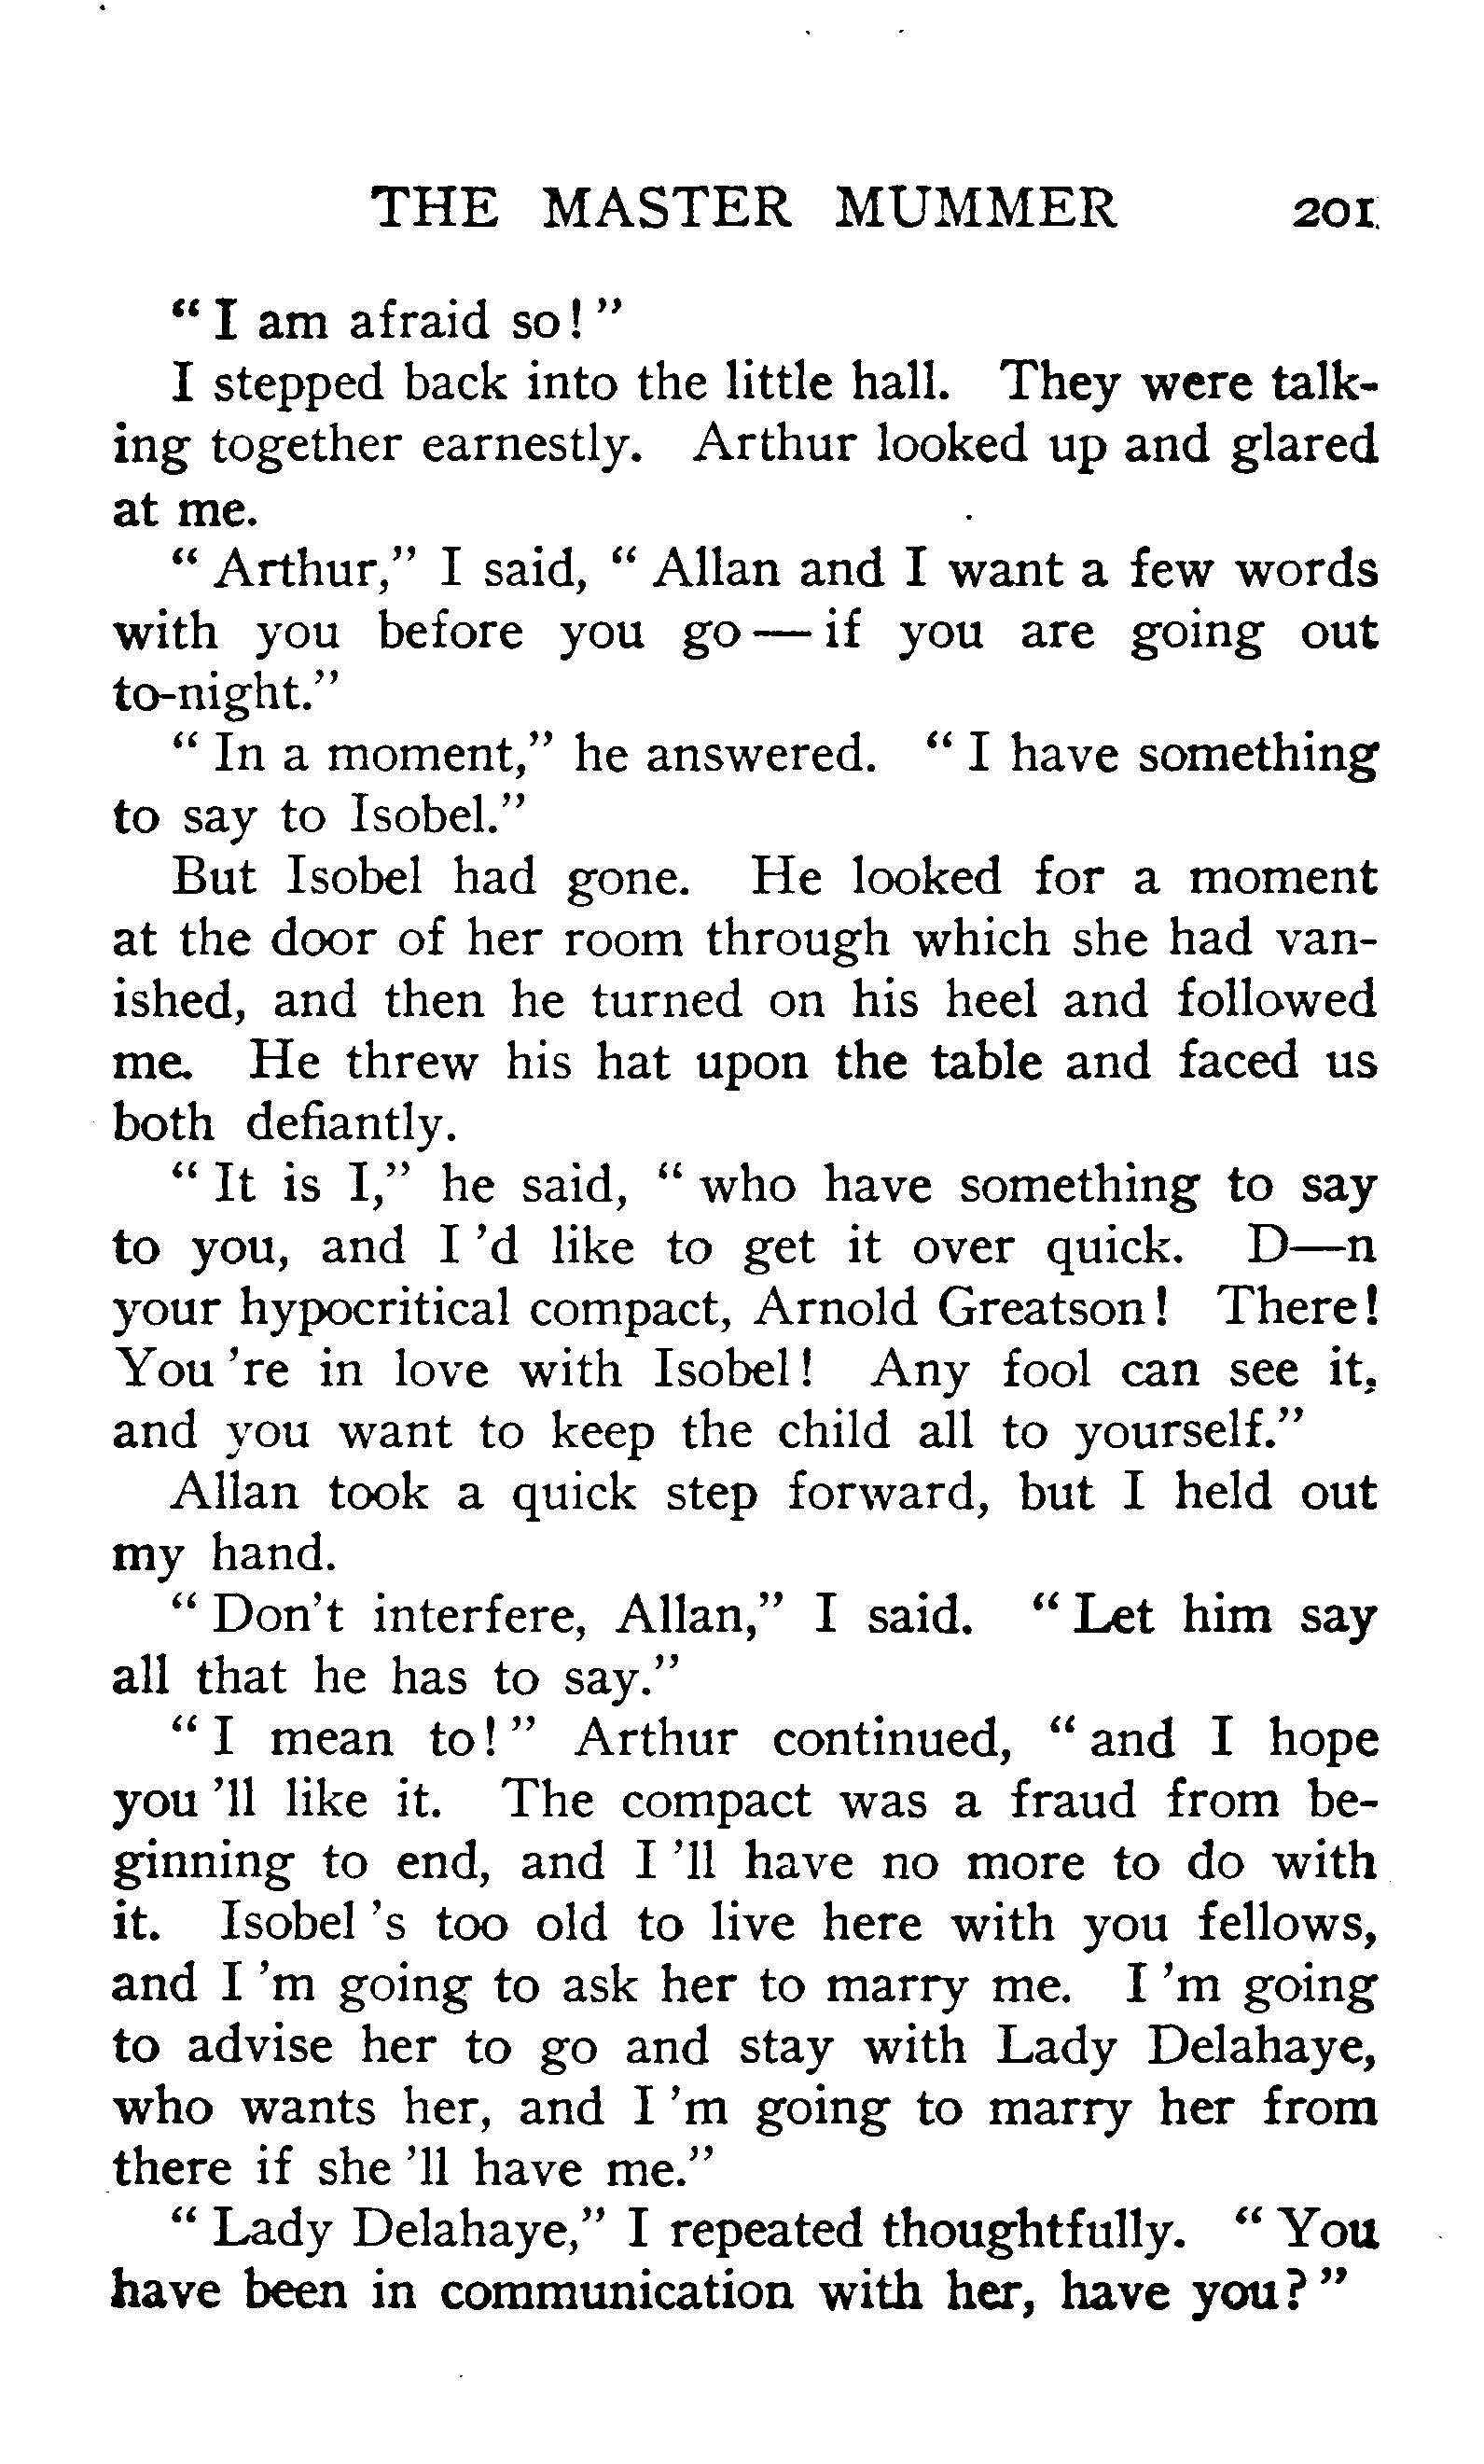 THE MASTER MUMMER 201
“ I am afraid so! ”
I stepped back into the little hall. They were talk-
ing together earnestly. Arthur looked up and glared
at me.
“ Arthur,” I said, “ Allan and I want a few words
with you before you go — if you are going out
to-night.”
“ In a moment,” he answered. “ I have something
to say to Isobel.”
But Isobel had gone. He looked for a moment
at the door of her room through which she had van-
ished, and then he turned on his heel and followed
me. He threw his hat upon the table and faced us
both defiantly.
“ It is I,” he said, “ who have something to say
to you, and I ’d like to get it over quick. D—n
your hypocritical compact, Arnold Greatson! There!
You ’re in love with Isobel! Any fool can see it,
and you want to keep the child all to yourself.”
Allan took a quick step forward, but I held out
my hand.
“ Don’t interfere, Allan,” I said. “ Let him say
all that he has to say.”
“ I mean to! ” Arthur continued, “ and I hope
you ’ll like it. The compact was a fraud from be-
ginning to end, and I ’ll have no more to do with
it. Isobel ’s too old to live here with you fellows,
and I ’m going to ask her to marry me. I ’m going
to advise her to go and stay with Lady Delahaye,
who wants her, and I ’m going to marry her from
there if she ’ll have me.”
“ Lady Delahaye,” I repeated thoughtfully. “ You
have been in communication with her, have you? ”